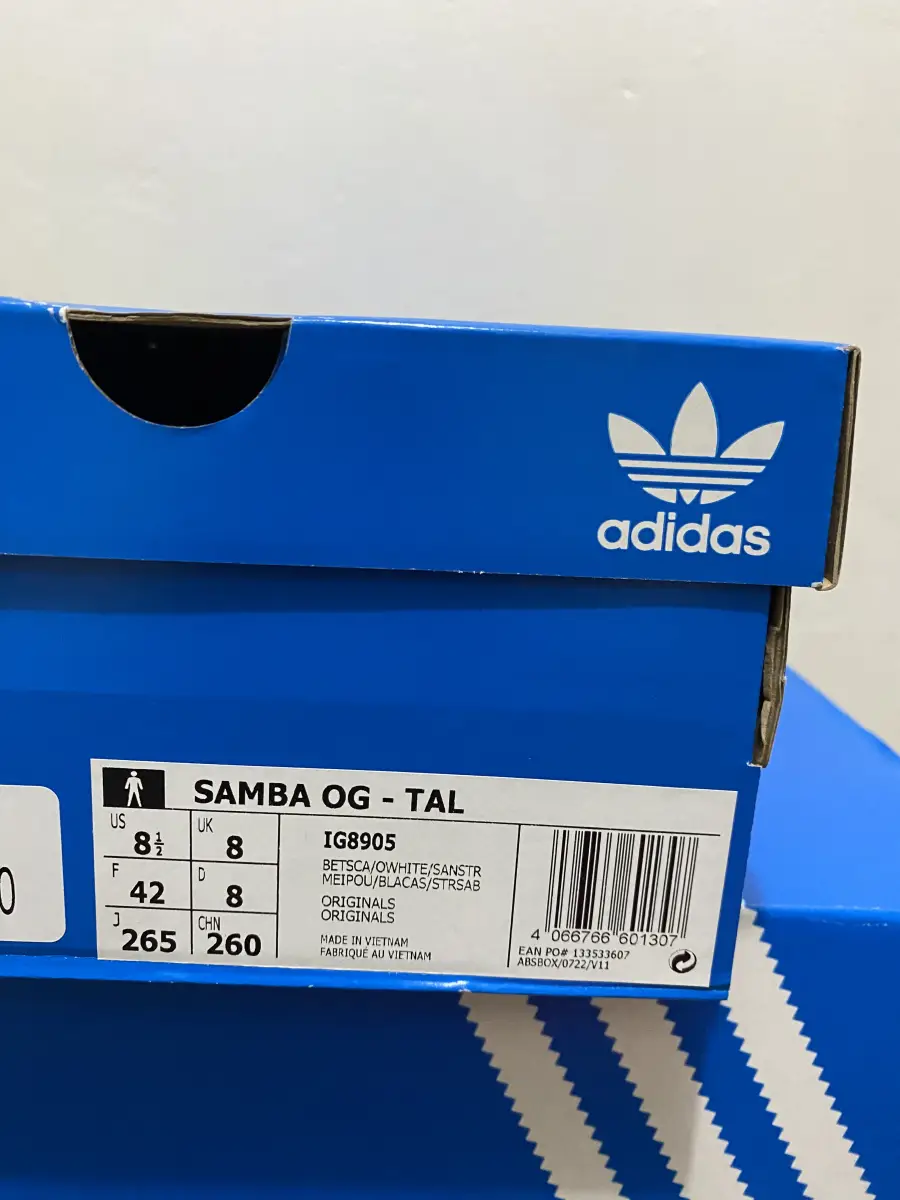 adidas
SAMBA OG - TAL
US
8½
UK
8
F
42
D
8
J
265
CHN
260
IG8905
BETSCA/OWHITE/SANSTR
MEIPOU/BLACAS/STRSAB
ORIGINALS
ORIGINALS
MADE IN VIETNAM
FABRIQUÉ AU VIETNAM
4 066766 601307
EAN PO# 133533607
ABSBOX/0722/V11
0